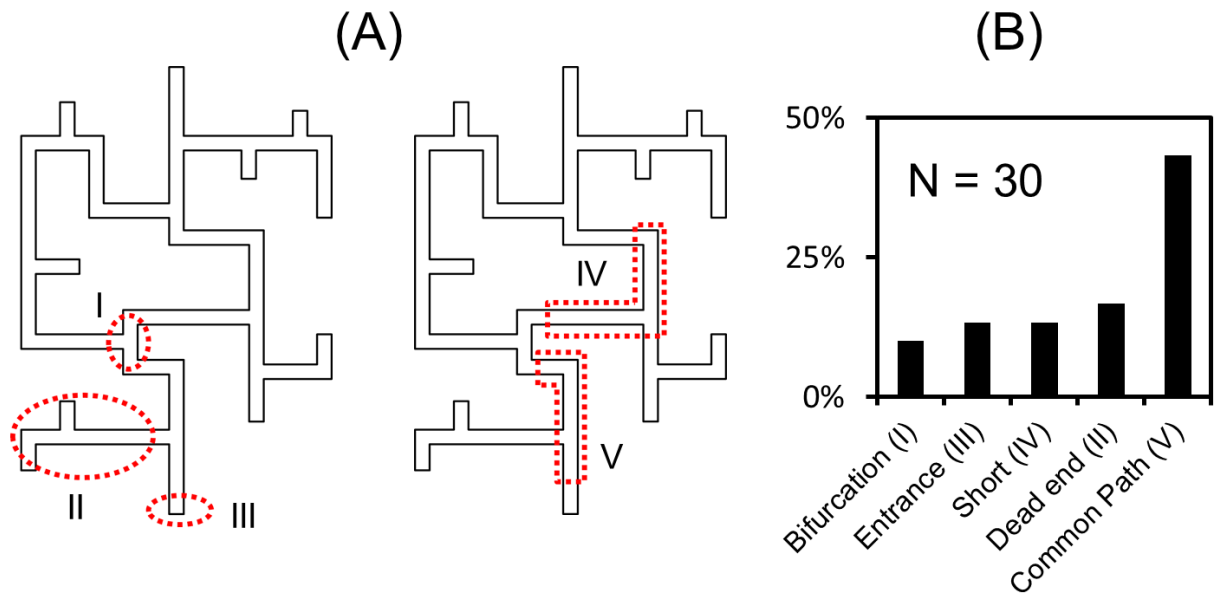 (A)
(B)
I
II
III
IV
V
50%
25%
0%
N = 30
Bifurcation (I)
Entrance (III)
Short (IV)
Dead end (II)
Common Path (V)